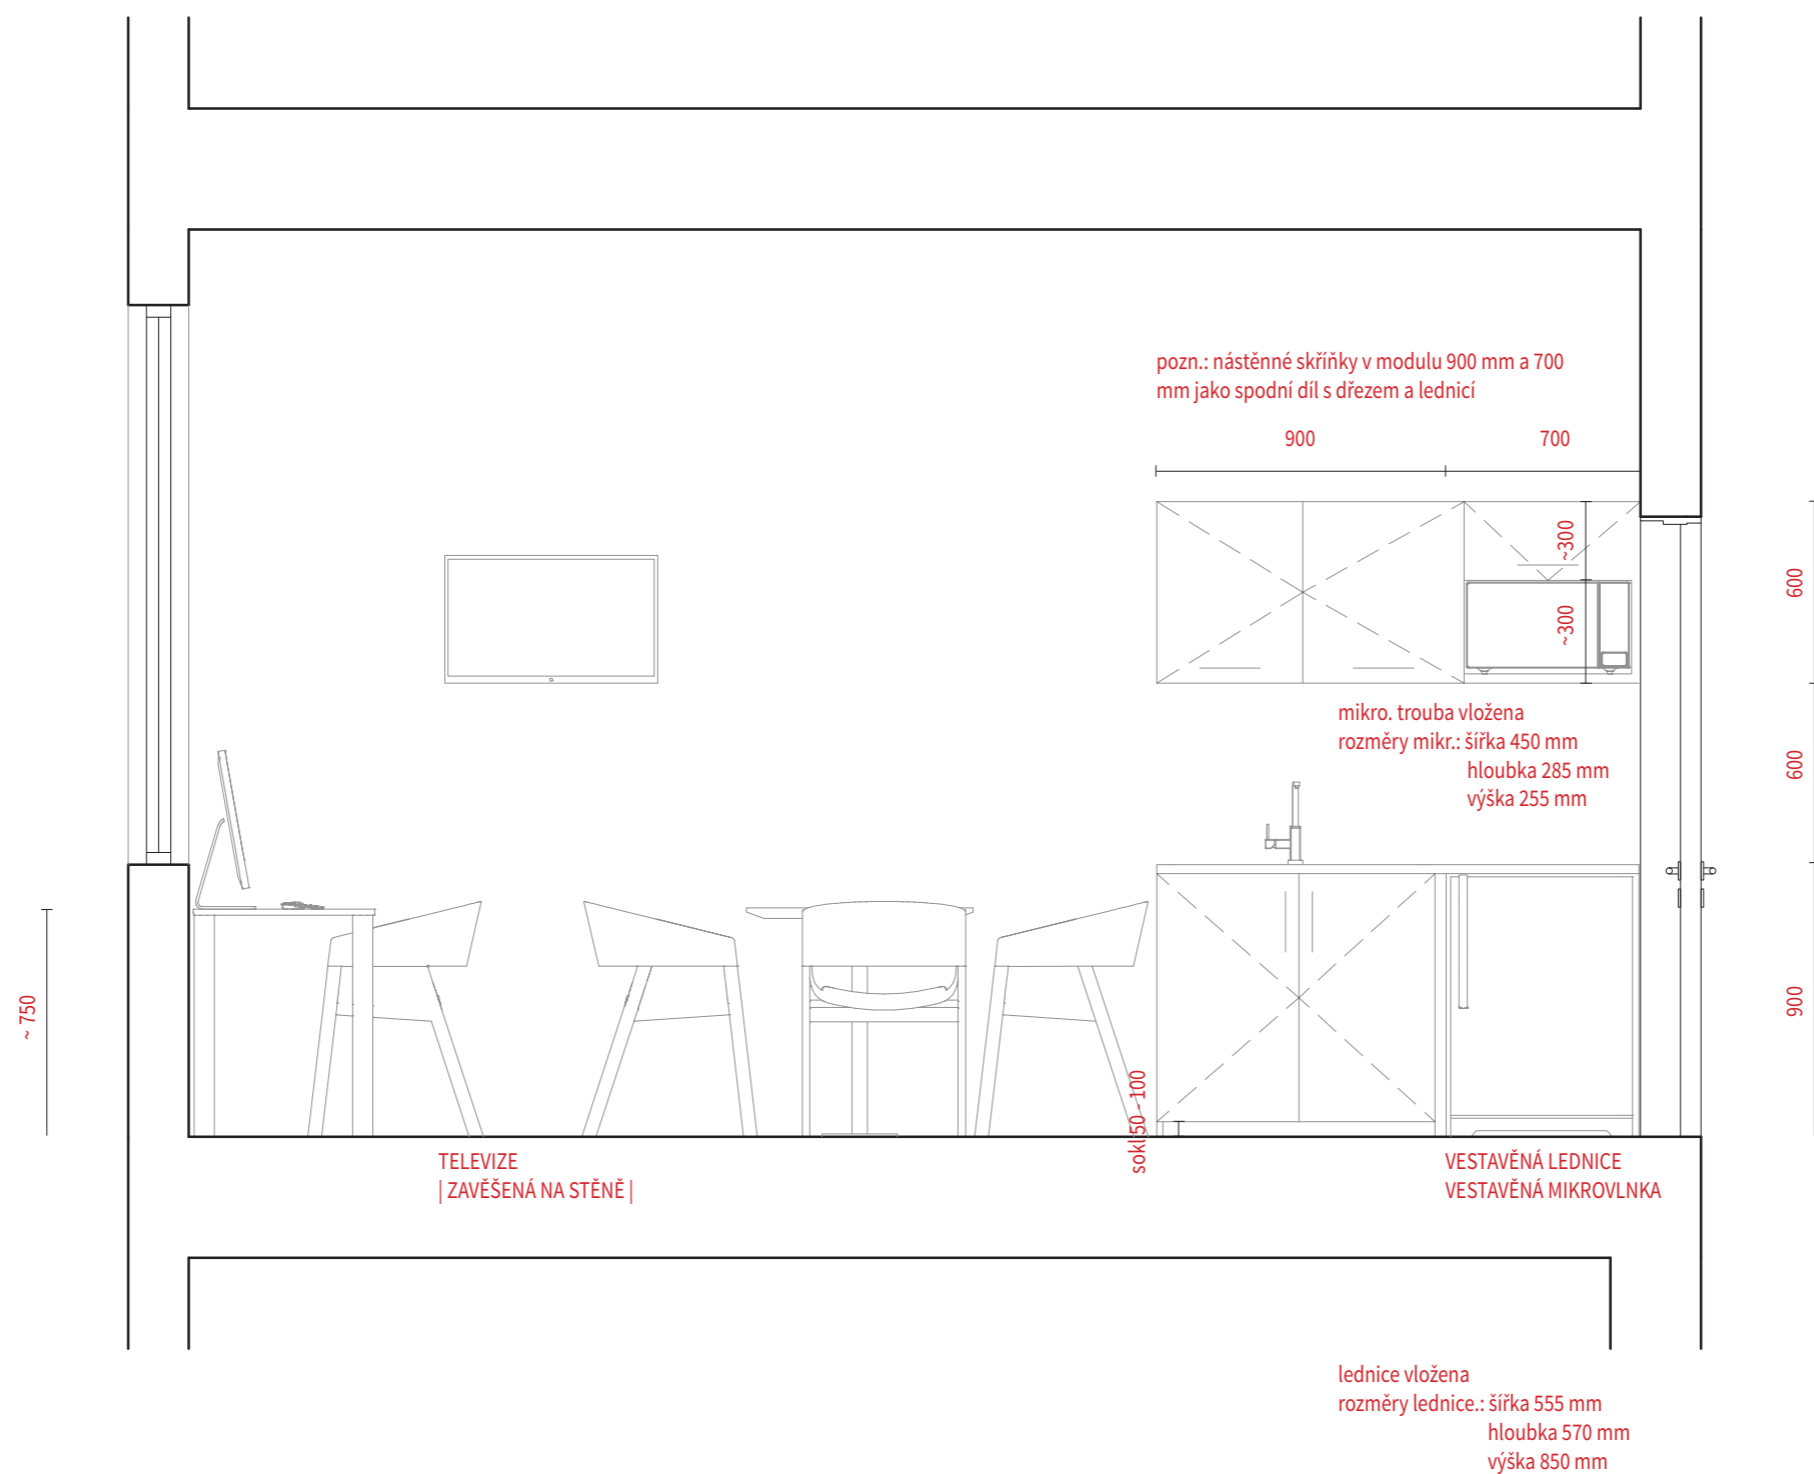 pozn.: nástěnné skříňky v modulu 900 mm a 700
mm jako spodní díl s dřezem a lednicí
900
700
~300
~300
600
mikro. trouba vložena
rozměry mikr.: šířka 450 mm
hloubka 285 mm
výška 255 mm
600
~ 750
900
sokl 50 - 100
TELEVIZE
| ZAVĚŠENÁ NA STĚNĚ |
VESTAVĚNÁ LEDNICE
VESTAVĚNÁ MIKROVLNKA
lednice vložena
rozměry lednice.: šířka 555 mm
hloubka 570 mm
výška 850 mm